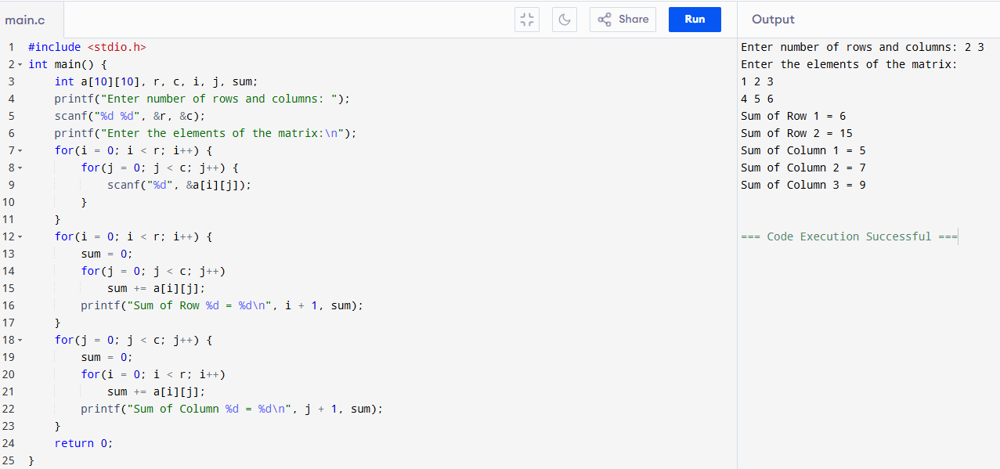 main.c
Share
Run
Output
1 #include <stdio.h>
2 int main() {
3     int a[10][10], r, c, i, j, sum;
4     printf("Enter number of rows and columns: ");
5     scanf("%d %d", &r, &c);
6     printf("Enter the elements of the matrix:\n");
7     for(i = 0; i < r; i++) {
8         for(j = 0; j < c; j++) {
9             scanf("%d", &a[i][j]);
10         }
11     }
12     for(i = 0; i < r; i++) {
13         sum = 0;
14         for(j = 0; j < c; j++)
15             sum += a[i][j];
16         printf("Sum of Row %d = %d\n", i + 1, sum);
17     }
18     for(j = 0; j < c; j++) {
19         sum = 0;
20         for(i = 0; i < r; i++)
21             sum += a[i][j];
22         printf("Sum of Column %d = %d\n", j + 1, sum);
23     }
24     return 0;
25 }
Enter number of rows and columns: 2 3
Enter the elements of the matrix:
1 2 3
4 5 6
Sum of Row 1 = 6
Sum of Row 2 = 15
Sum of Column 1 = 5
Sum of Column 2 = 7
Sum of Column 3 = 9
=== Code Execution Successful ===